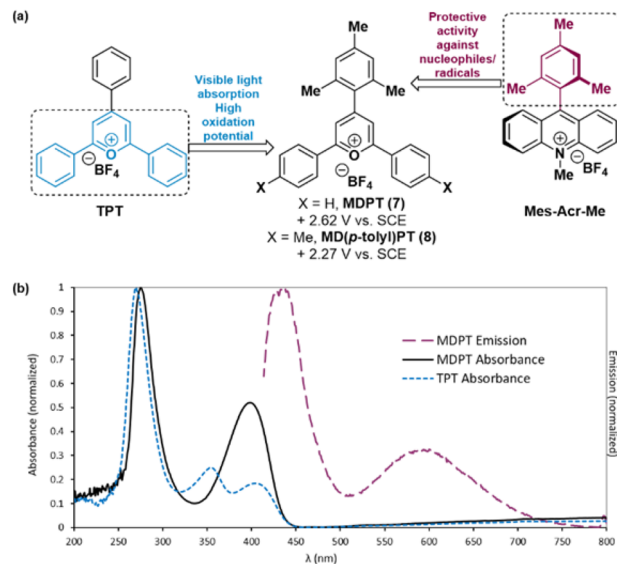 (a)
Me
Protective
activity
against
nucleophiles/
radicals
Me
Me
Me
Me
Me
Visible light
absorption
High
oxidation
potential
O
+
−
BF4
TPT
O
+
−
BF4
X
X
N
+
Me
−
BF4
Mes-Acr-Me
X = H, MDPT (7)
+ 2.62 V vs. SCE
X = Me, MD(p-tolyl)PT (8)
+ 2.27 V vs. SCE
(b)
Absorbance (normalized)
1
0.9
0.8
0.7
0.6
0.5
0.4
0.3
0.2
0.1
0
MDPT Emission
MDPT Absorbance
TPT Absorbance
Emission (normalized)
200 250 300 350 400 450 500 550 600 650 700 750 800
λ (nm)